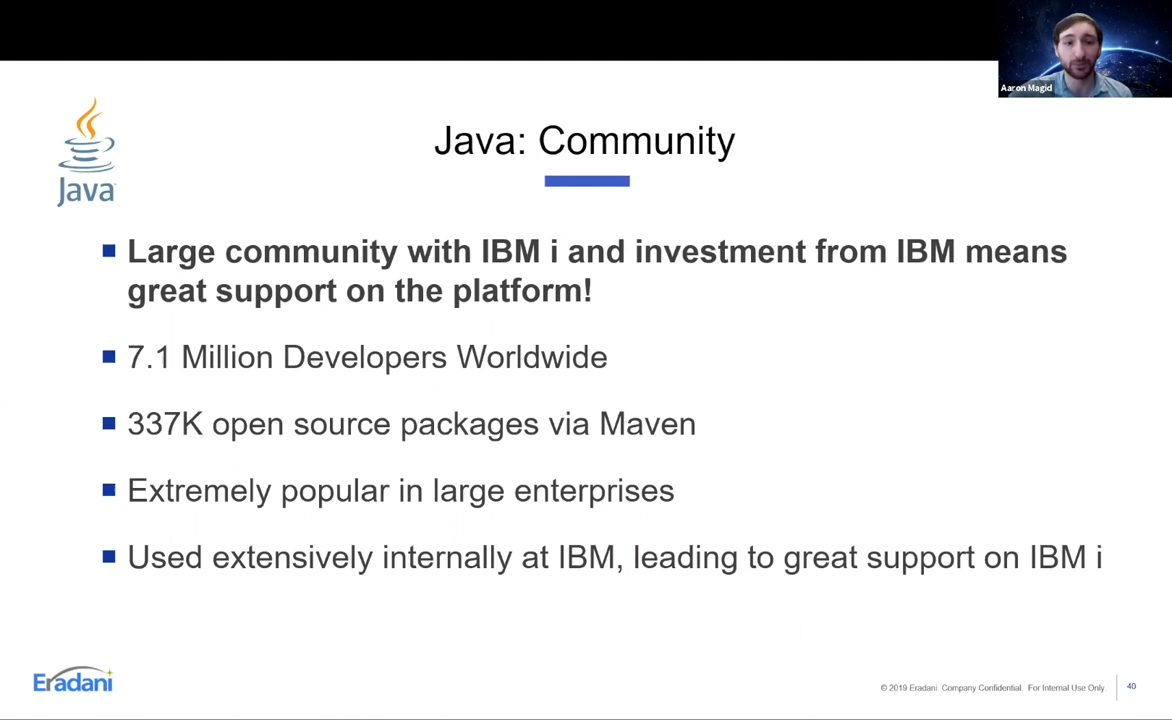 Aaron Magid
Java
Java: Community
Large community with IBM i and investment from IBM means
great support on the platform!
7.1 Million Developers Worldwide
337K open source packages via Maven
Extremely popular in large enterprises
Used extensively internally at IBM, leading to great support on IBM i
Eradani
© 2019 Eradani. Company Confidential. For Internal Use Only.
40